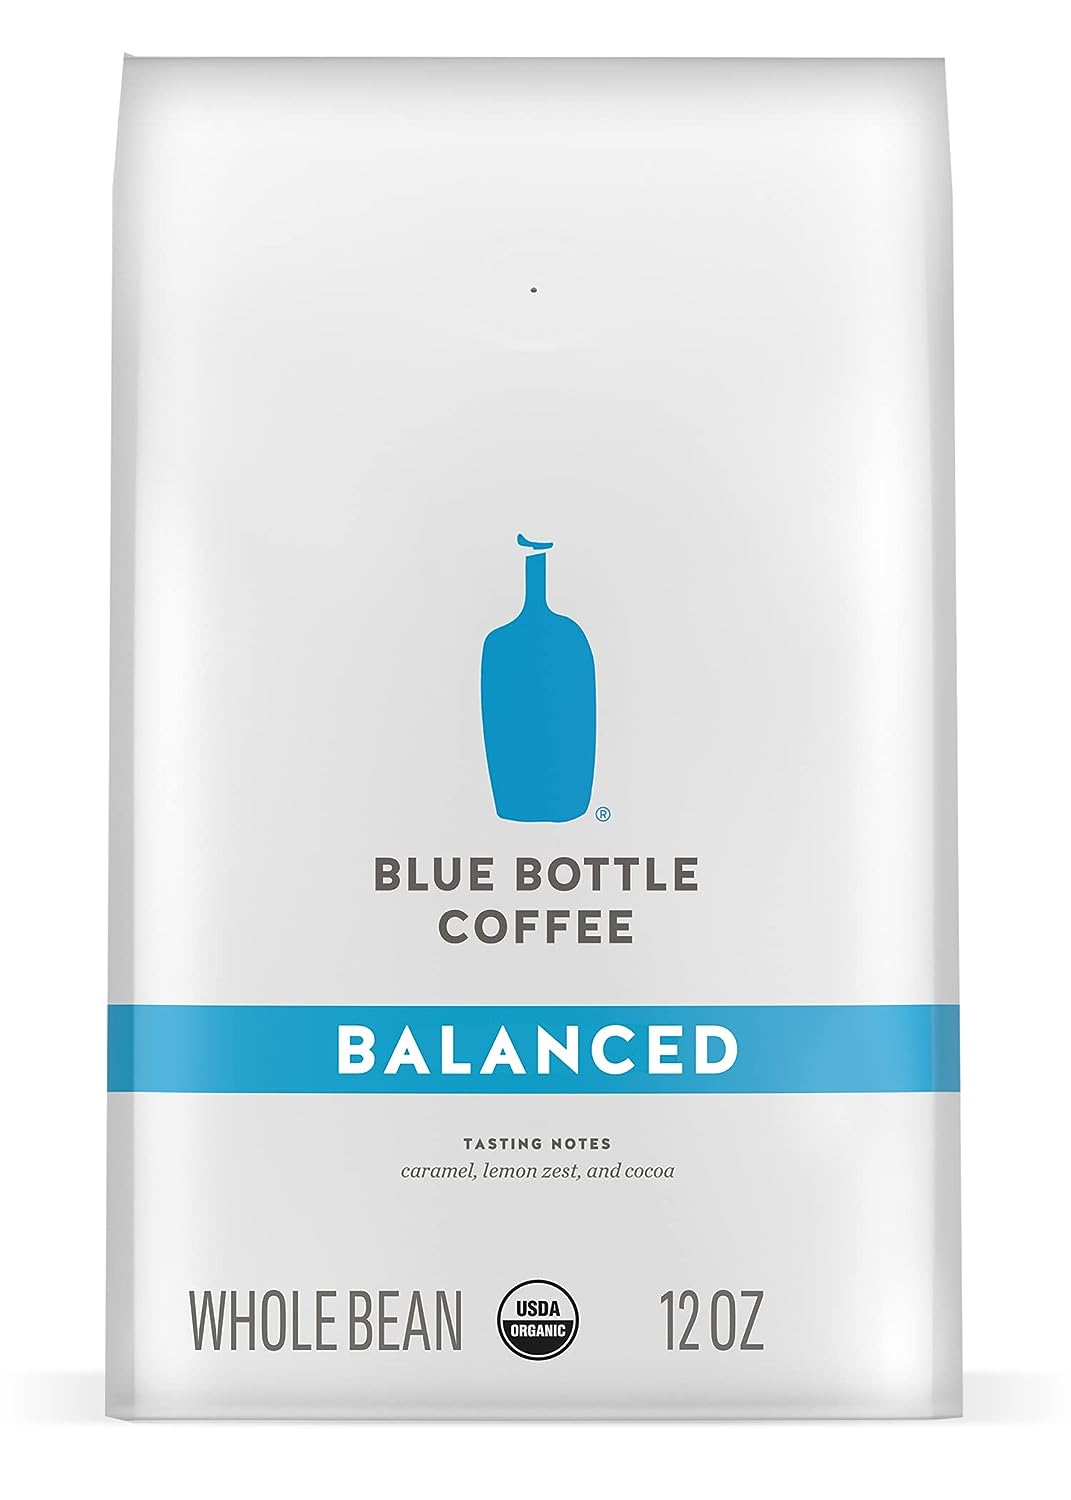 ®
BLUE BOTTLE
COFFEE
BALANCED
TASTING NOTES
caramel, lemon zest, and cocoa
WHOLE BEAN
USDA
ORGANIC
12 OZ